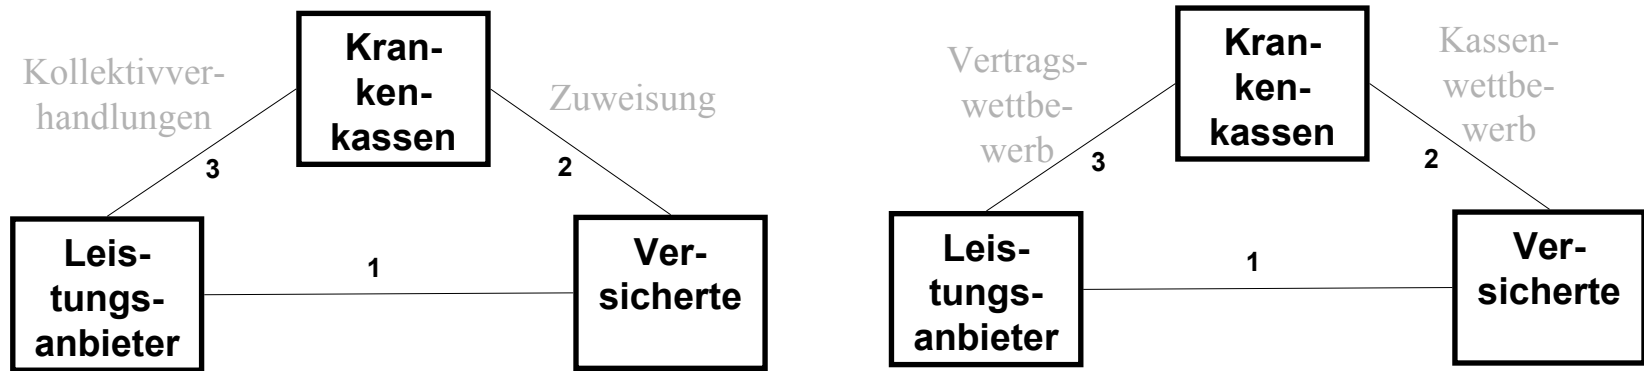 Kollektivver-
handlungen
Kran-
ken-
kassen
Zuweisung
3
2
Leis-
tungs-
anbieter
1
Ver-
sicherte
Vertrags-
wettbe-
werb
Kran-
ken-
kassen
Kassen-
wettbe-
werb
3
2
Leis-
tungs-
anbieter
1
Ver-
sicherte